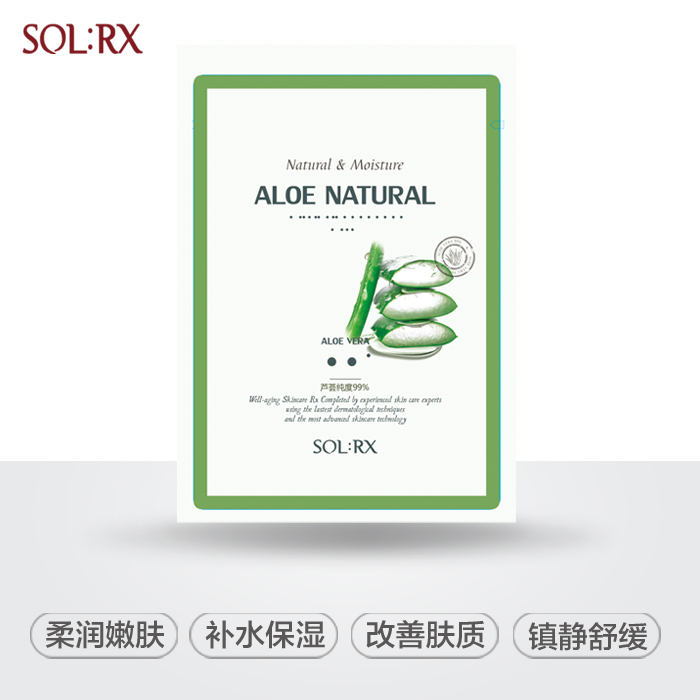 SOL:RX
Natural & Moisture
ALOE NATURAL
ALOE VERA
芦荟纯度99%
Well-aging Skincare Rx Completed by experienced skin care experts
using the lastest dermatological techniques
and the most advanced skincare technology
SOL:RX
柔润嫩肤
补水保湿
改善肤质
镇静舒缓